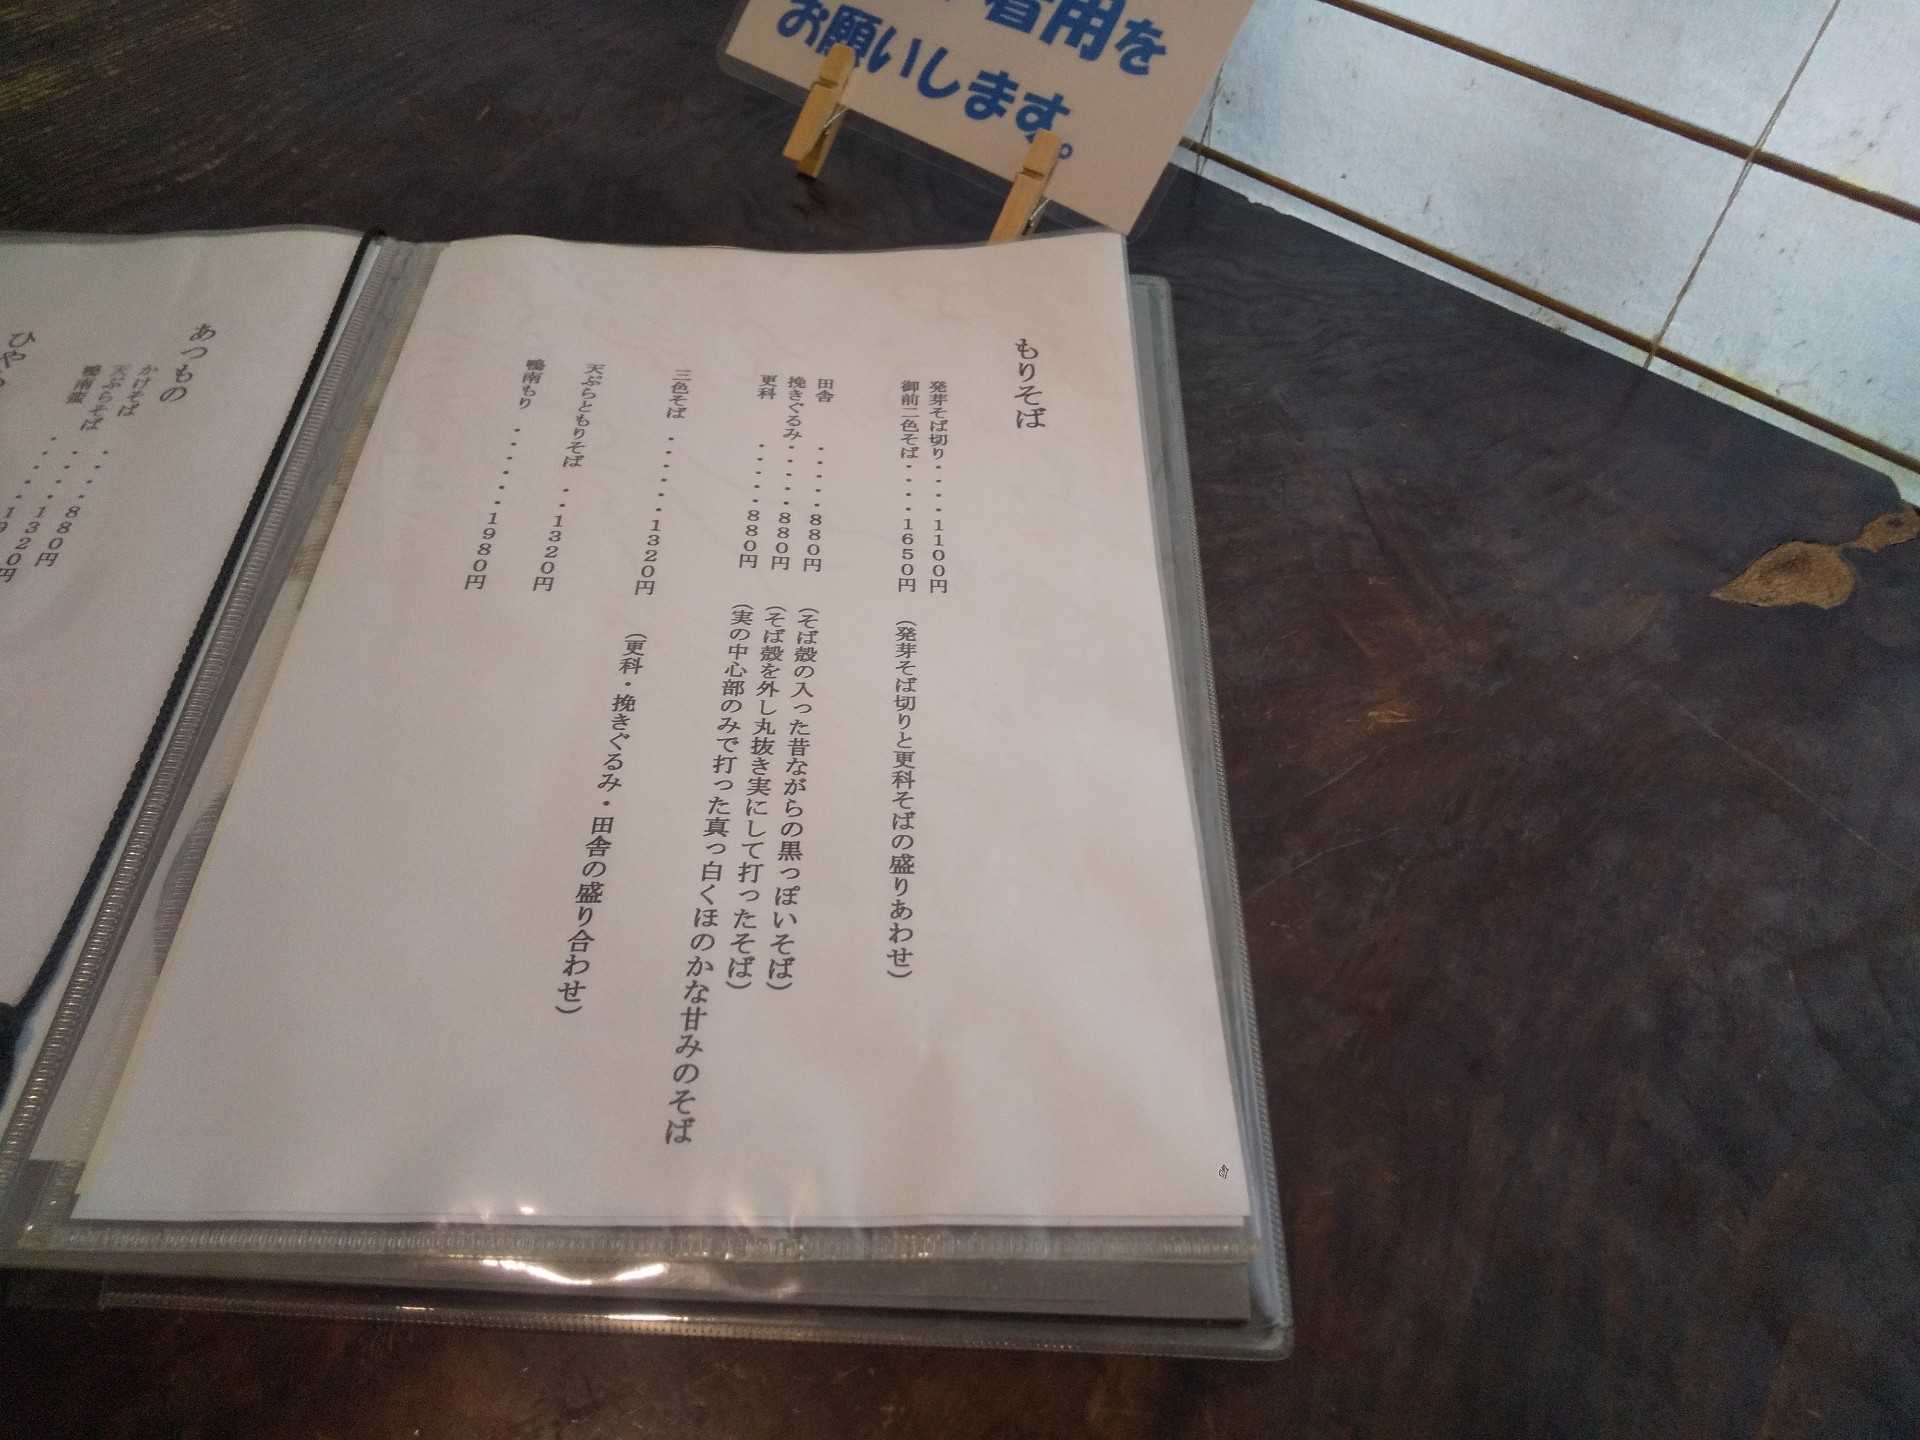 着用を
お願いします。
もりそば
発芽そば切り・・・・１１００円
御前二色そば・・・・１６５０円 （発芽そば切りと更科そばの盛りあわせ）
田舎 ・・・・・８８０円 （そば殻の入った昔ながらの黒っぽいそば）
挽きぐるみ・・・・・８８０円 （そば殻を外し丸抜き実にして打ったそば）
更科 ・・・・・８８０円 （実の中心部のみで打った真っ白くほのかな甘みのそば
三色そば ・・・・・・１３２０円 （更科・挽きぐるみ・田舎の盛り合わせ）
天ぷらともりそば ・・１３２０円
鴨南もり ・・・・・・１９８０円
あつもの
かけそば ・・・・８８０円
天ぷらそば ・・・・１３２０円
鴨南蛮
ひや